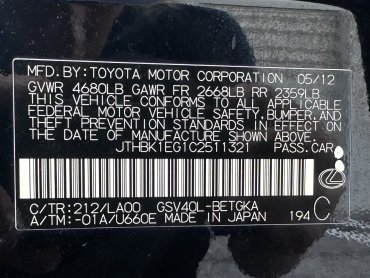 MFD.BY:TOYOTA MOTOR CORPORATION 05/12
GVWR 4680LB GAWR FR 2668LB RR 2359LB
THIS VEHICLE CONFORMS TO ALL APPLICABLE
FEDERAL MOTOR VEHICLE SAFETY,BUMPER,AND
THEFT PREVENTION STANDARDS IN EFFECT ON
THE DATE OF MANUFACTURE SHOWN ABOVE.
JTHBK1EG1C2511321 PASS.CAR
C/TR:212/LA00 GSV40L-BETGKA
A/TM:-01A/U660E MADE IN JAPAN 194 C